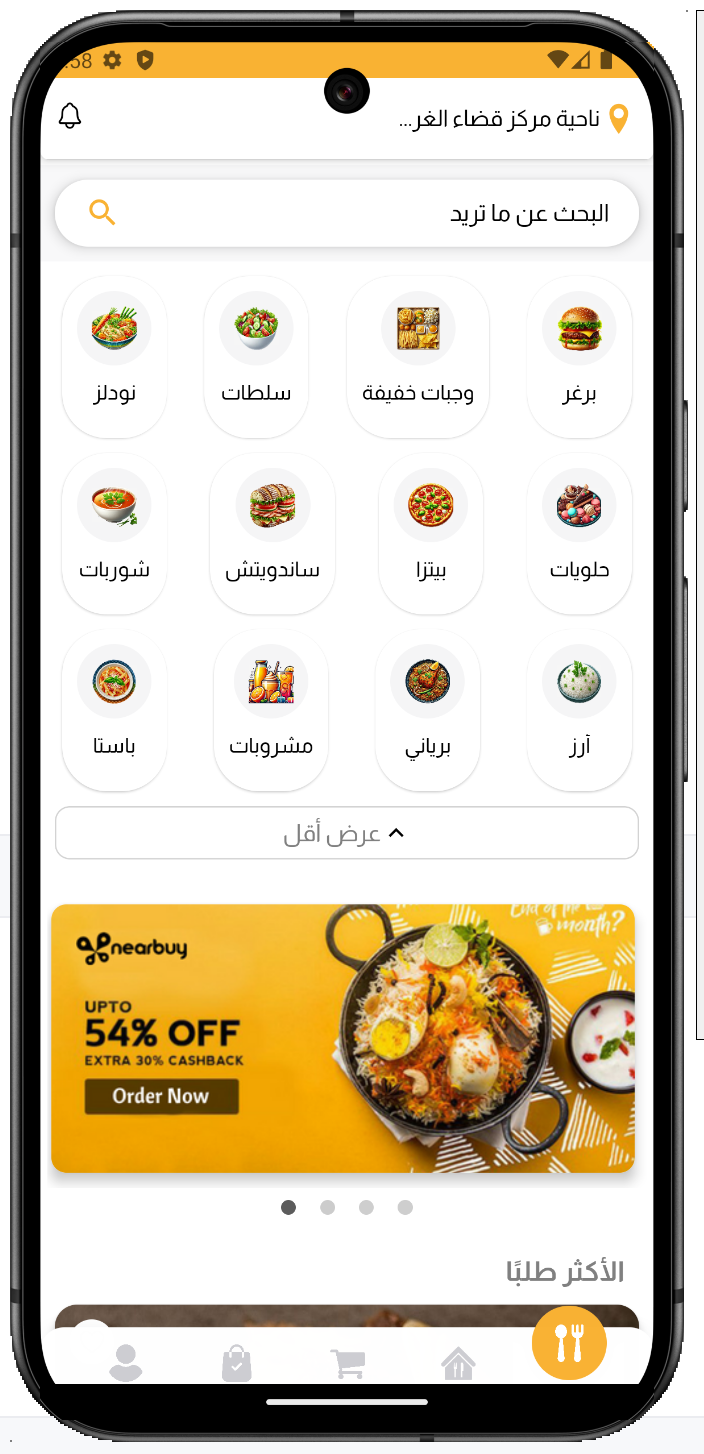 :58
ناحية مركز قضاء الغر...
البحث عن ما تريد
برغر
وجبات خفيفة
سلطات
نودلز
حلويات
بيتزا
ساندويتش
شوربات
أرز
برياني
مشروبات
باستا
عرض أقل
End of the
month?
nearbuy
UPTO
54% OFF
EXTRA 30% CASHBACK
Order Now
الأكثر طلبًا